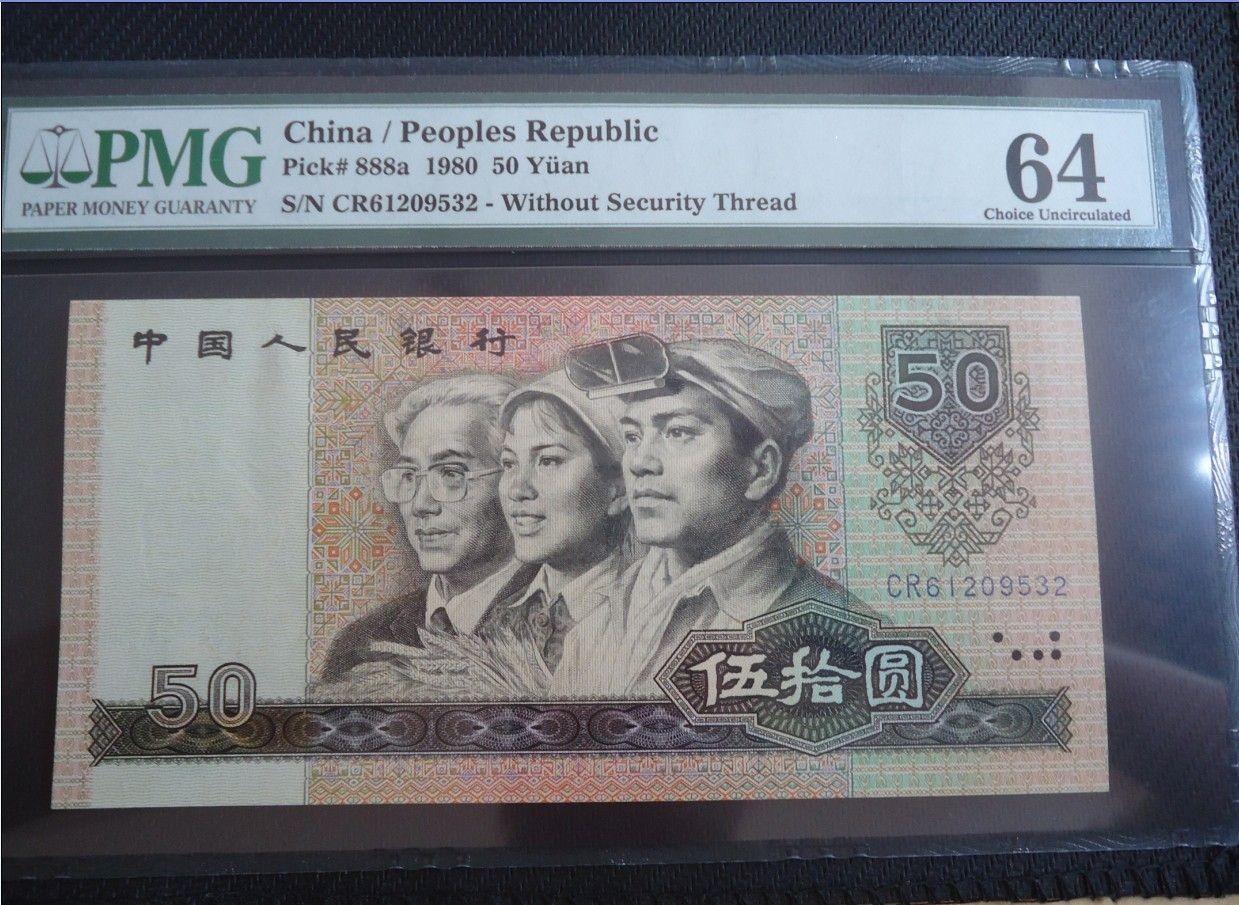 PMG
PAPER MONEY GUARANTY
China / Peoples Republic
Pick# 888a 1980 50 Yüan
S/N CR61209532 - Without Security Thread
64
Choice Uncirculated
中国人民银行
50
CR61209532
50
伍拾圆